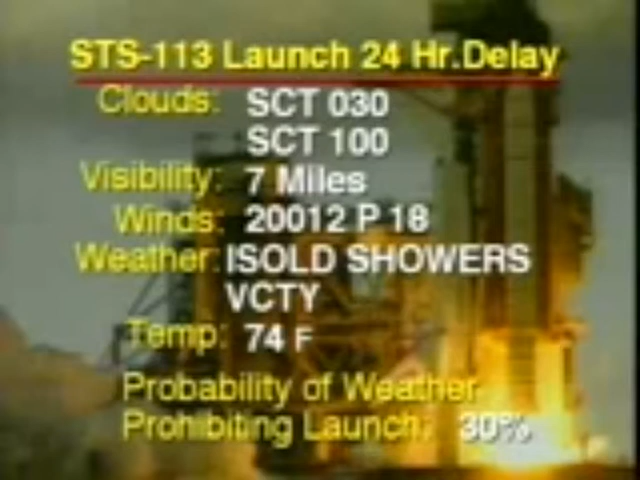 STS-113 Launch 24 Hr.Delay
Clouds: SCT 030
SCT 100
Visibility: 7 Miles
Winds: 20012 P 18
Weather: ISOLD SHOWERS
VCTY
Temp: 74 F
Probability of Weather
Prohibiting Launch: 30%